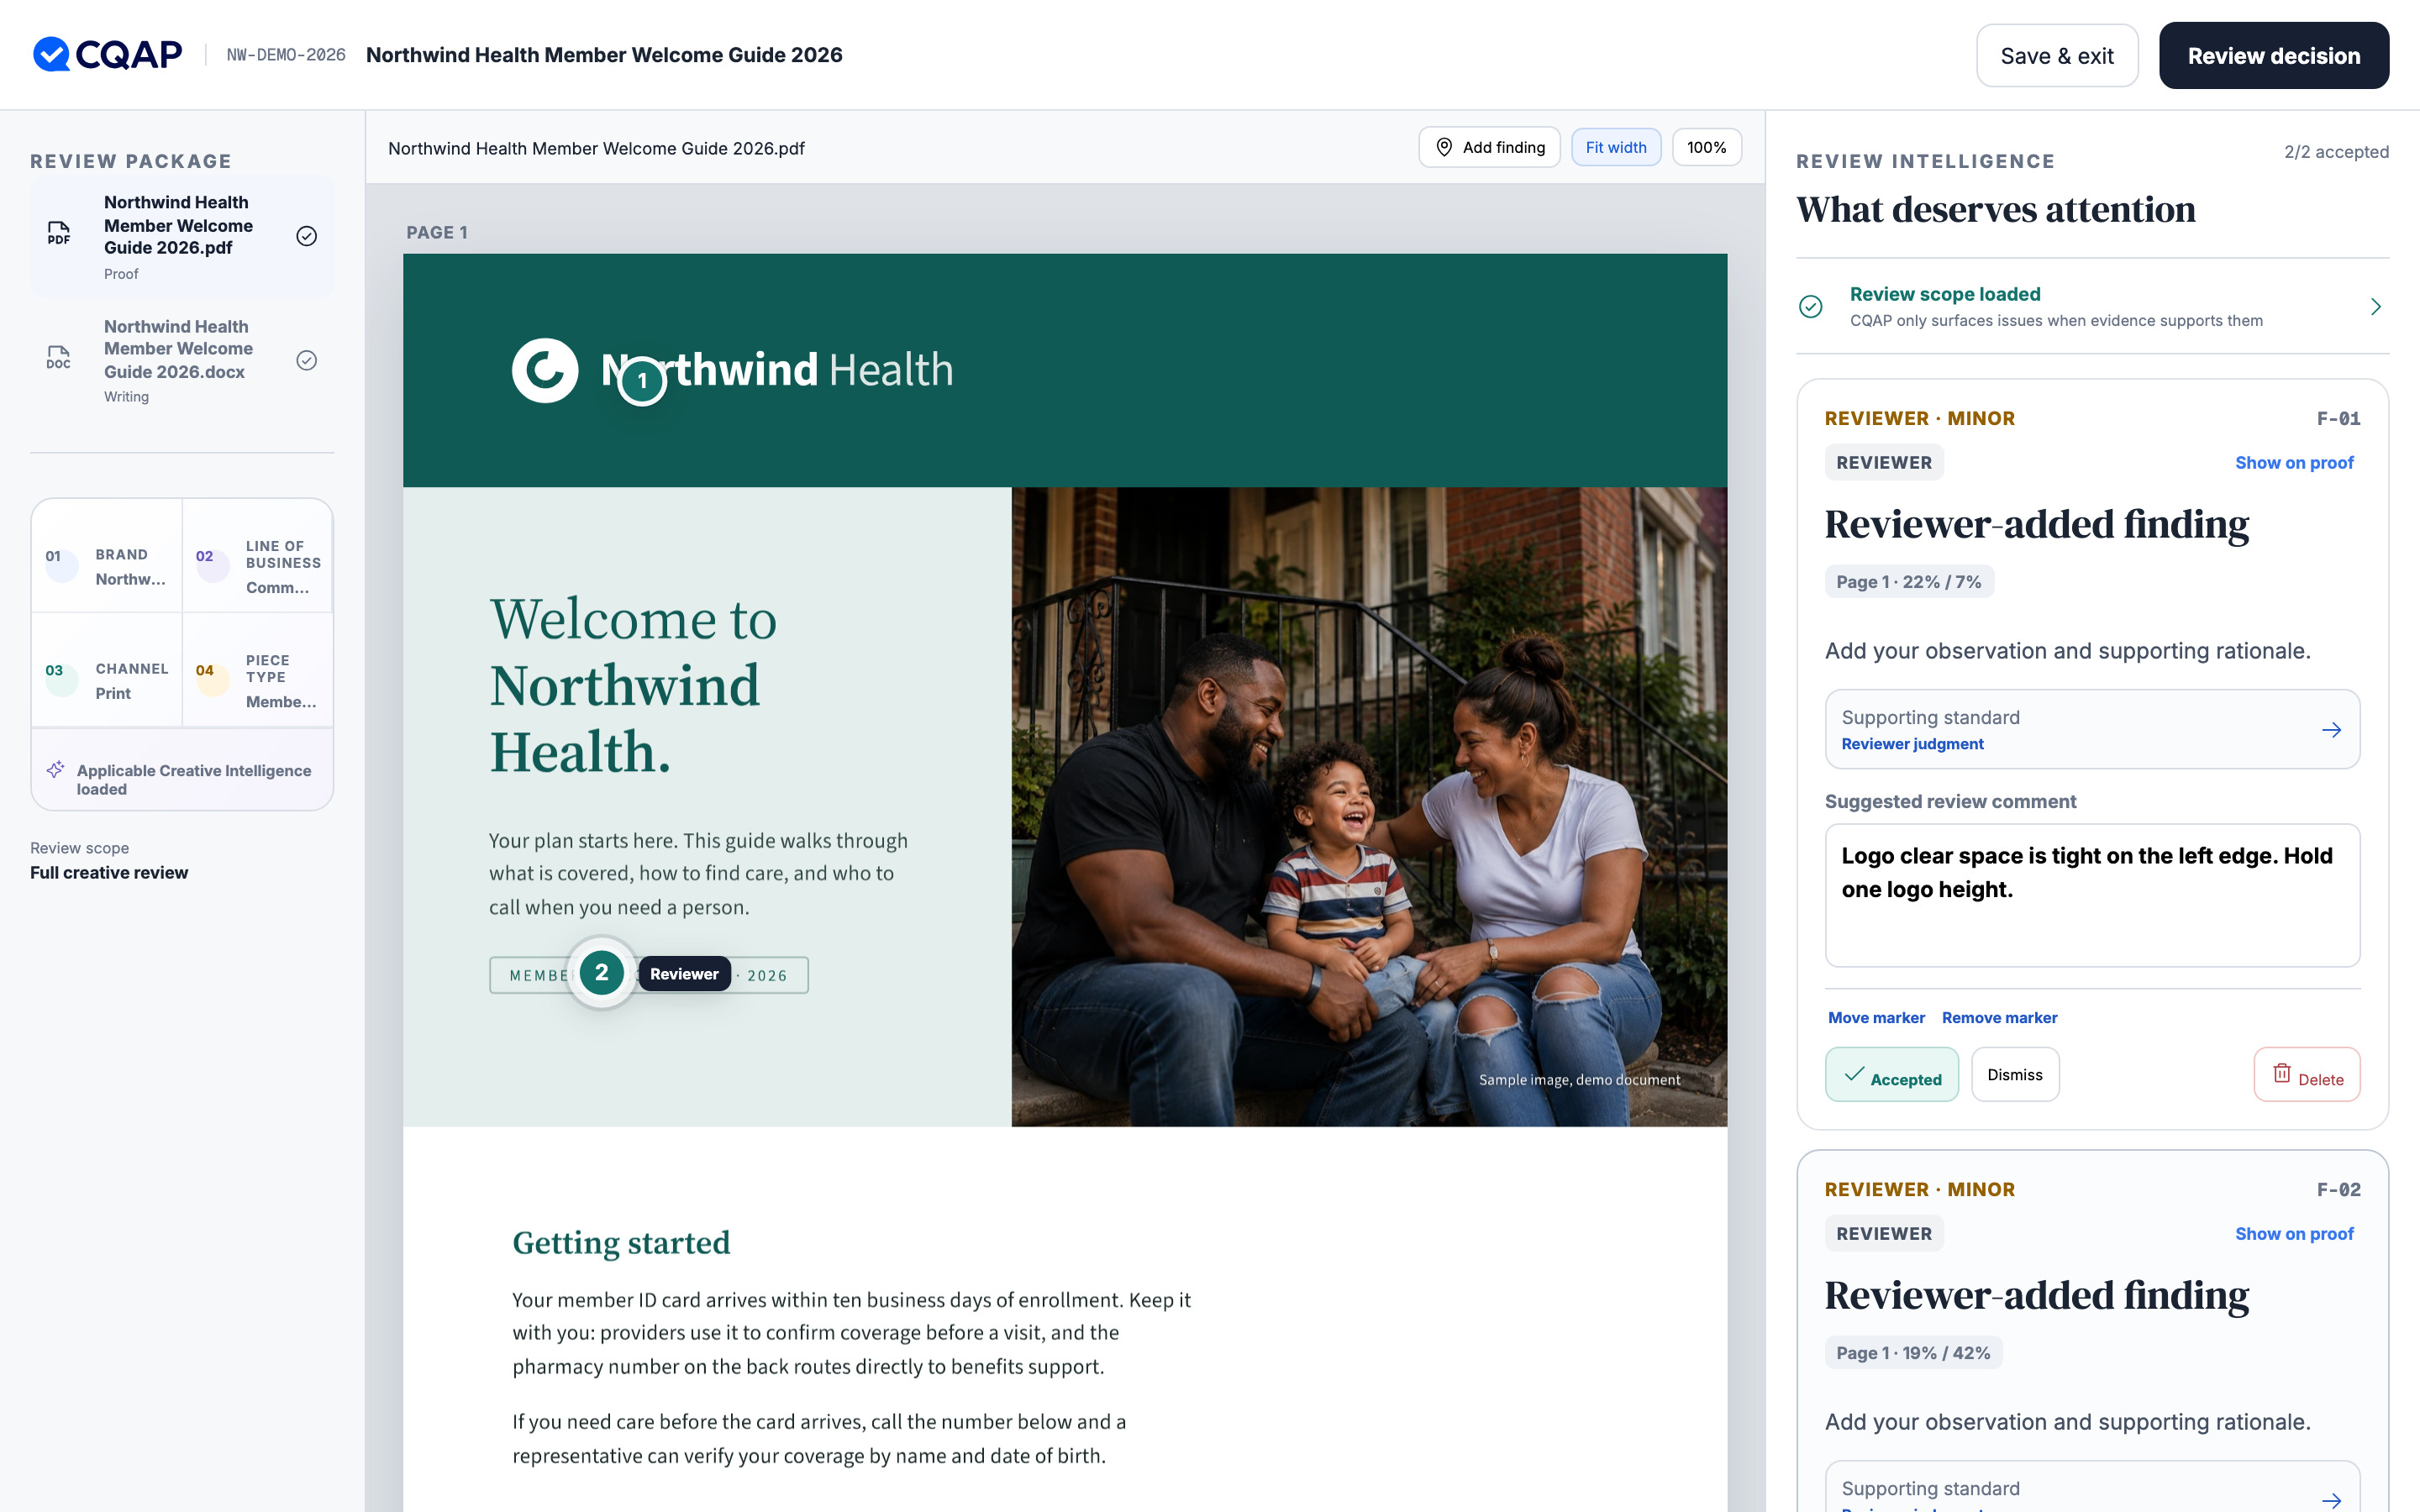 CQAP
NW-DEMO-2026
Northwind Health Member Welcome Guide 2026
Save & exit
Review decision
REVIEW PACKAGE
PDF
Northwind Health
Member Welcome
Guide 2026.pdf
Proof
DOC
Northwind Health
Member Welcome
Guide 2026.docx
Writing
01
BRAND
Northw...
02
LINE OF
BUSINESS
Comm...
03
CHANNEL
Print
04
PIECE
TYPE
Membe...
Applicable Creative Intelligence
loaded
Review scope
Full creative review
Northwind Health Member Welcome Guide 2026.pdf
Add finding
Fit width
100%
PAGE 1
1
Health
Welcome to
Northwind
Health.
Your plan starts here. This guide walks through
what is covered, how to find care, and who to
call when you need a person.
2
Reviewer
· 2026
Sample image, demo document
Getting started
Your member ID card arrives within ten business days of enrollment. Keep it
with you: providers use it to confirm coverage before a visit, and the
pharmacy number on the back routes directly to benefits support.
If you need care before the card arrives, call the number below and a
representative can verify your coverage by name and date of birth.
REVIEW INTELLIGENCE
2/2 accepted
What deserves attention
Review scope loaded
CQAP only surfaces issues when evidence supports them
REVIEWER · MINOR
F-01
REVIEWER
Show on proof
Reviewer-added finding
Page 1 · 22% / 7%
Add your observation and supporting rationale.
Supporting standard
Reviewer judgment
Suggested review comment
Logo clear space is tight on the left edge. Hold
one logo height.
Move marker
Remove marker
Accepted
Dismiss
Delete
REVIEWER · MINOR
F-02
REVIEWER
Show on proof
Reviewer-added finding
Page 1 · 19% / 42%
Add your observation and supporting rationale.
Supporting standard